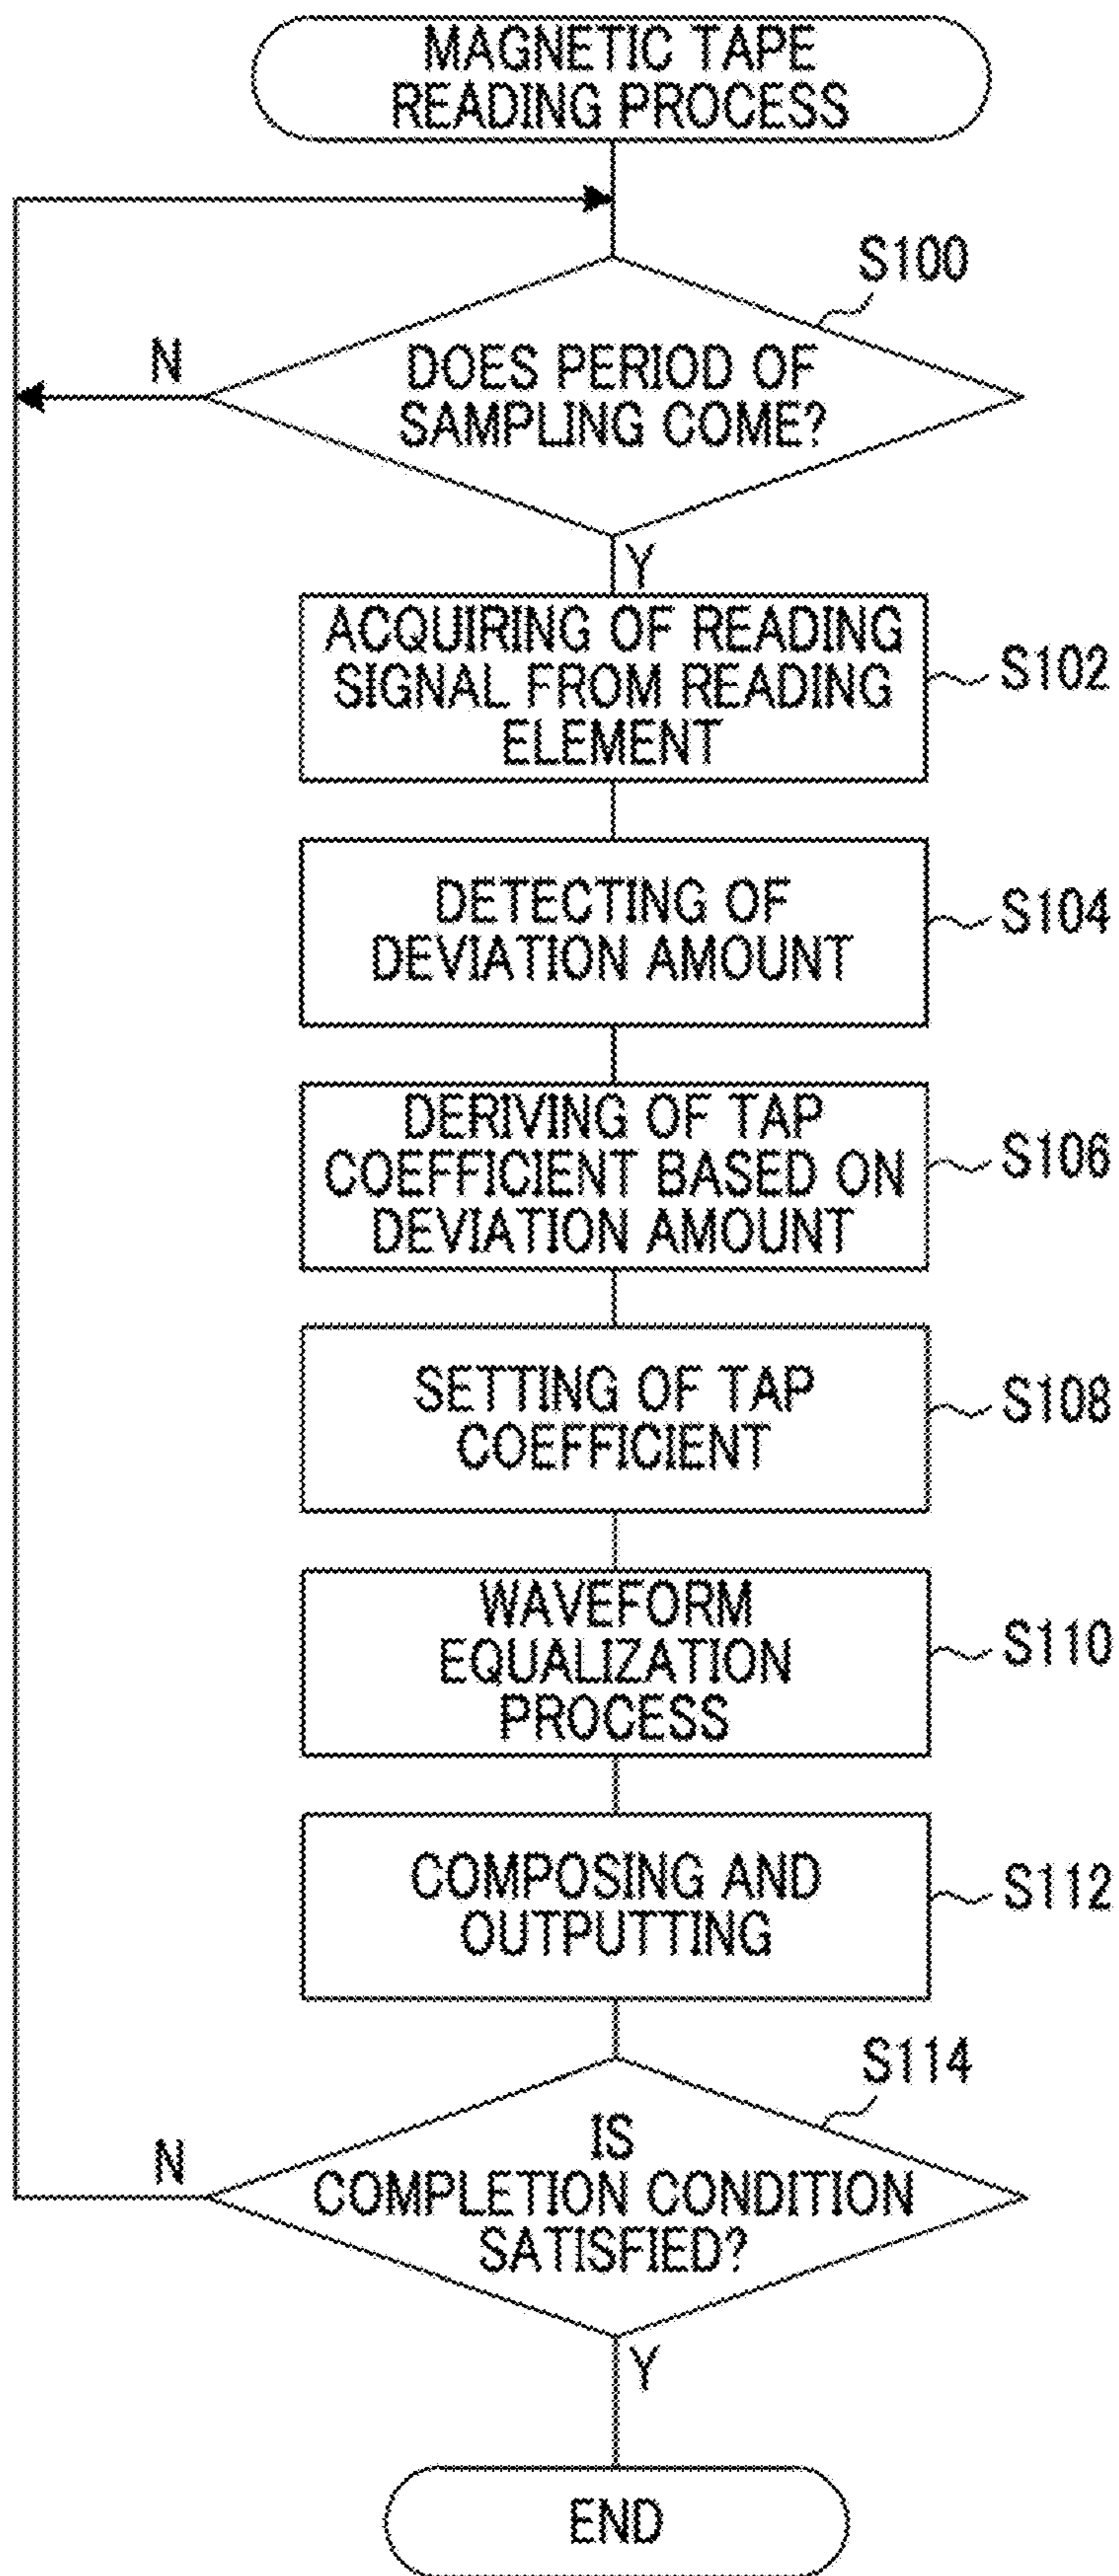 MAGNETIC TAPE
READING PROCESS
S100
N
DOES PERIOD OF
SAMPLING COME?
Y
ACQUIRING OF READING
SIGNAL FROM READING
ELEMENT
S102
DETECTING OF
DEVIATION AMOUNT
S104
DERIVING OF TAP
COEFFICIENT BASED ON
DEVIATION AMOUNT
S106
SETTING OF TAP
COEFFICIENT
S108
WAVEFORM
EQUALIZATION
PROCESS
S110
COMPOSING AND
OUTPUTTING
S112
S114
N
IS
COMPLETION CONDITION
SATISFIED?
Y
END